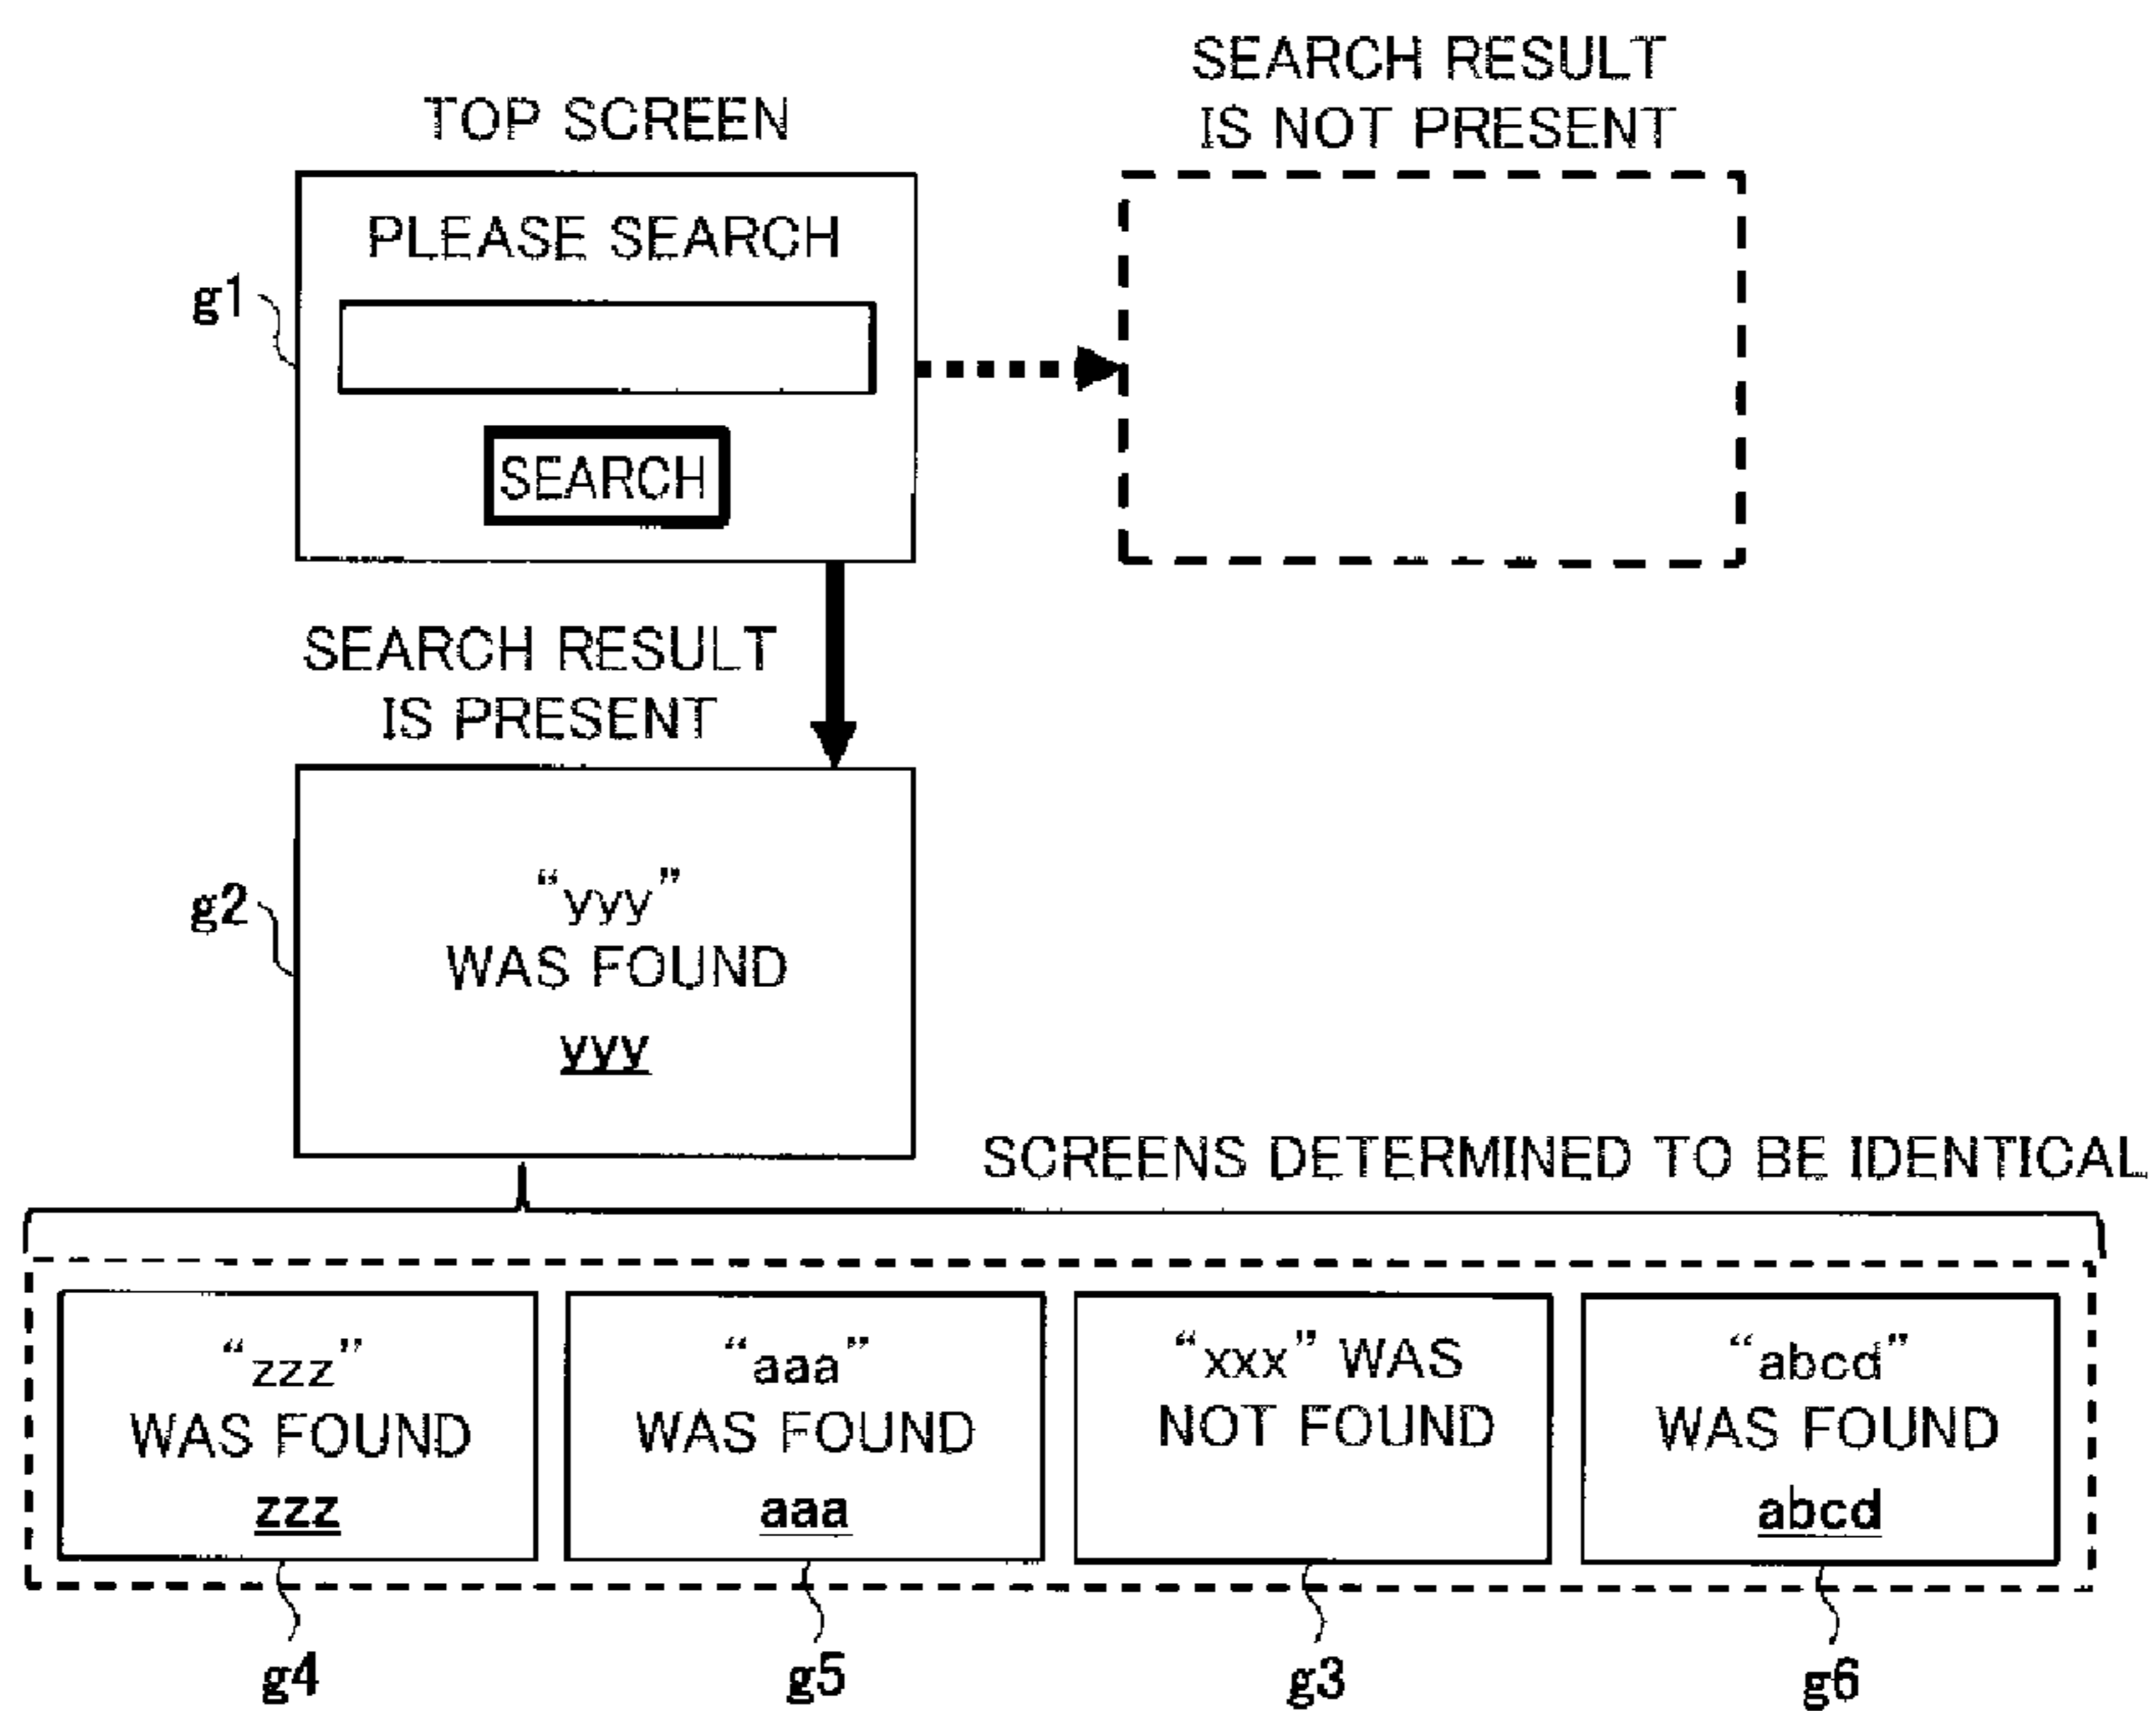 TOP SCREEN
SEARCH RESULT
IS NOT PRESENT
PLEASE SEARCH
g1
SEARCH
SEARCH RESULT
IS PRESENT
g2
“yyy”
WAS FOUND
yyy
SCREENS DETERMINED TO BE IDENTICAL
“zzz”
WAS FOUND
zzz
“aaa”
WAS FOUND
aaa
“xxx” WAS
NOT FOUND
“abcd”
WAS FOUND
abcd
g4
g5
g3
g6